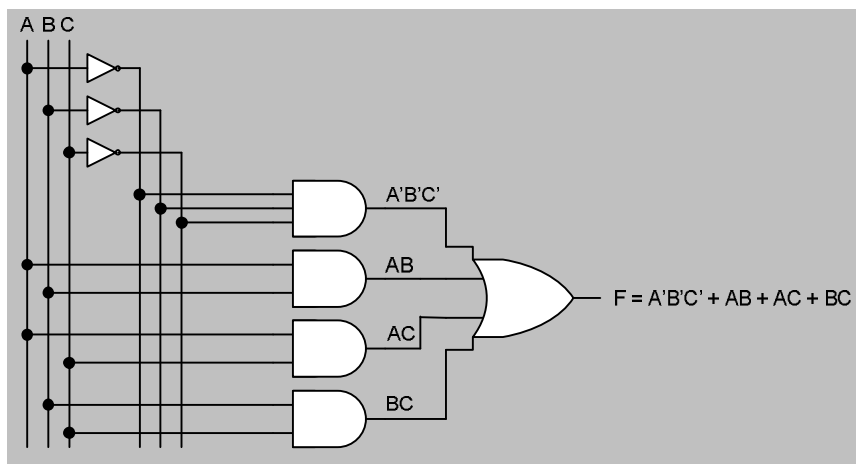 A B C
A'B'C'
AB
F = A'B'C' + AB + AC + BC
AC
BC